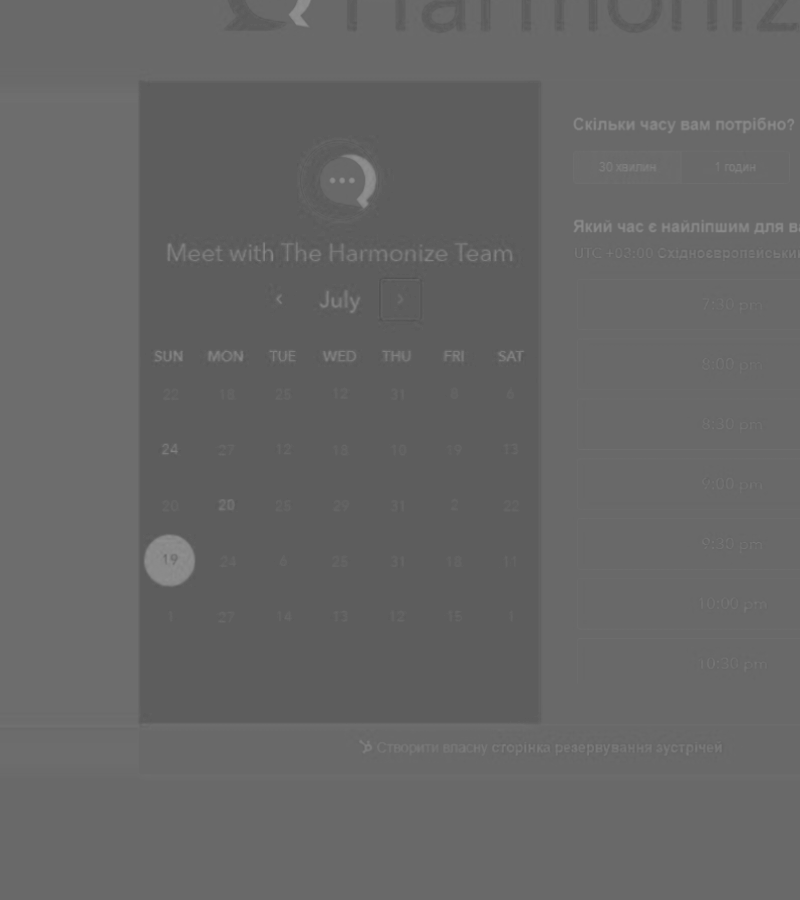 Harmoniz
Meet with The Harmonize Team
July
SUN MON TUE WED THU FRI SAT
22 18 25 12 31 8 6
24 27 12 18 10 19 13
20 20 25 29 31 2 22
19 24 6 25 31 18 11
1 27 14 13 12 15 1
Скільки часу вам потрібно?
30 хвилин 1 годин
Який час є найліпшим для ва
UTC +03:00 Східноєвропейськи
7:30 pm
8:00 pm
8:30 pm
9:00 pm
9:30 pm
10:00 pm
10:30 pm
Створити власну сторінка резервування зустрічей